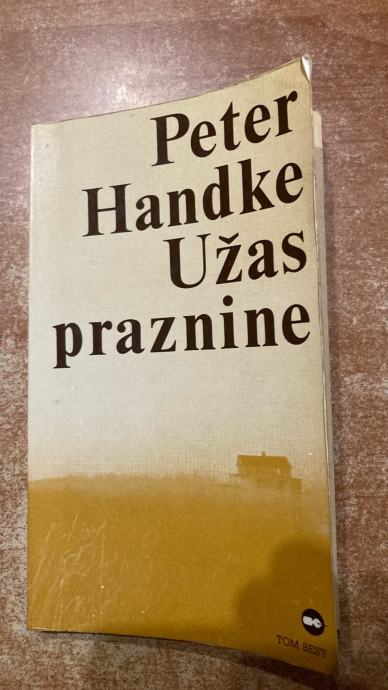 Peter
Handke
Užas
praznine
TOM BEST